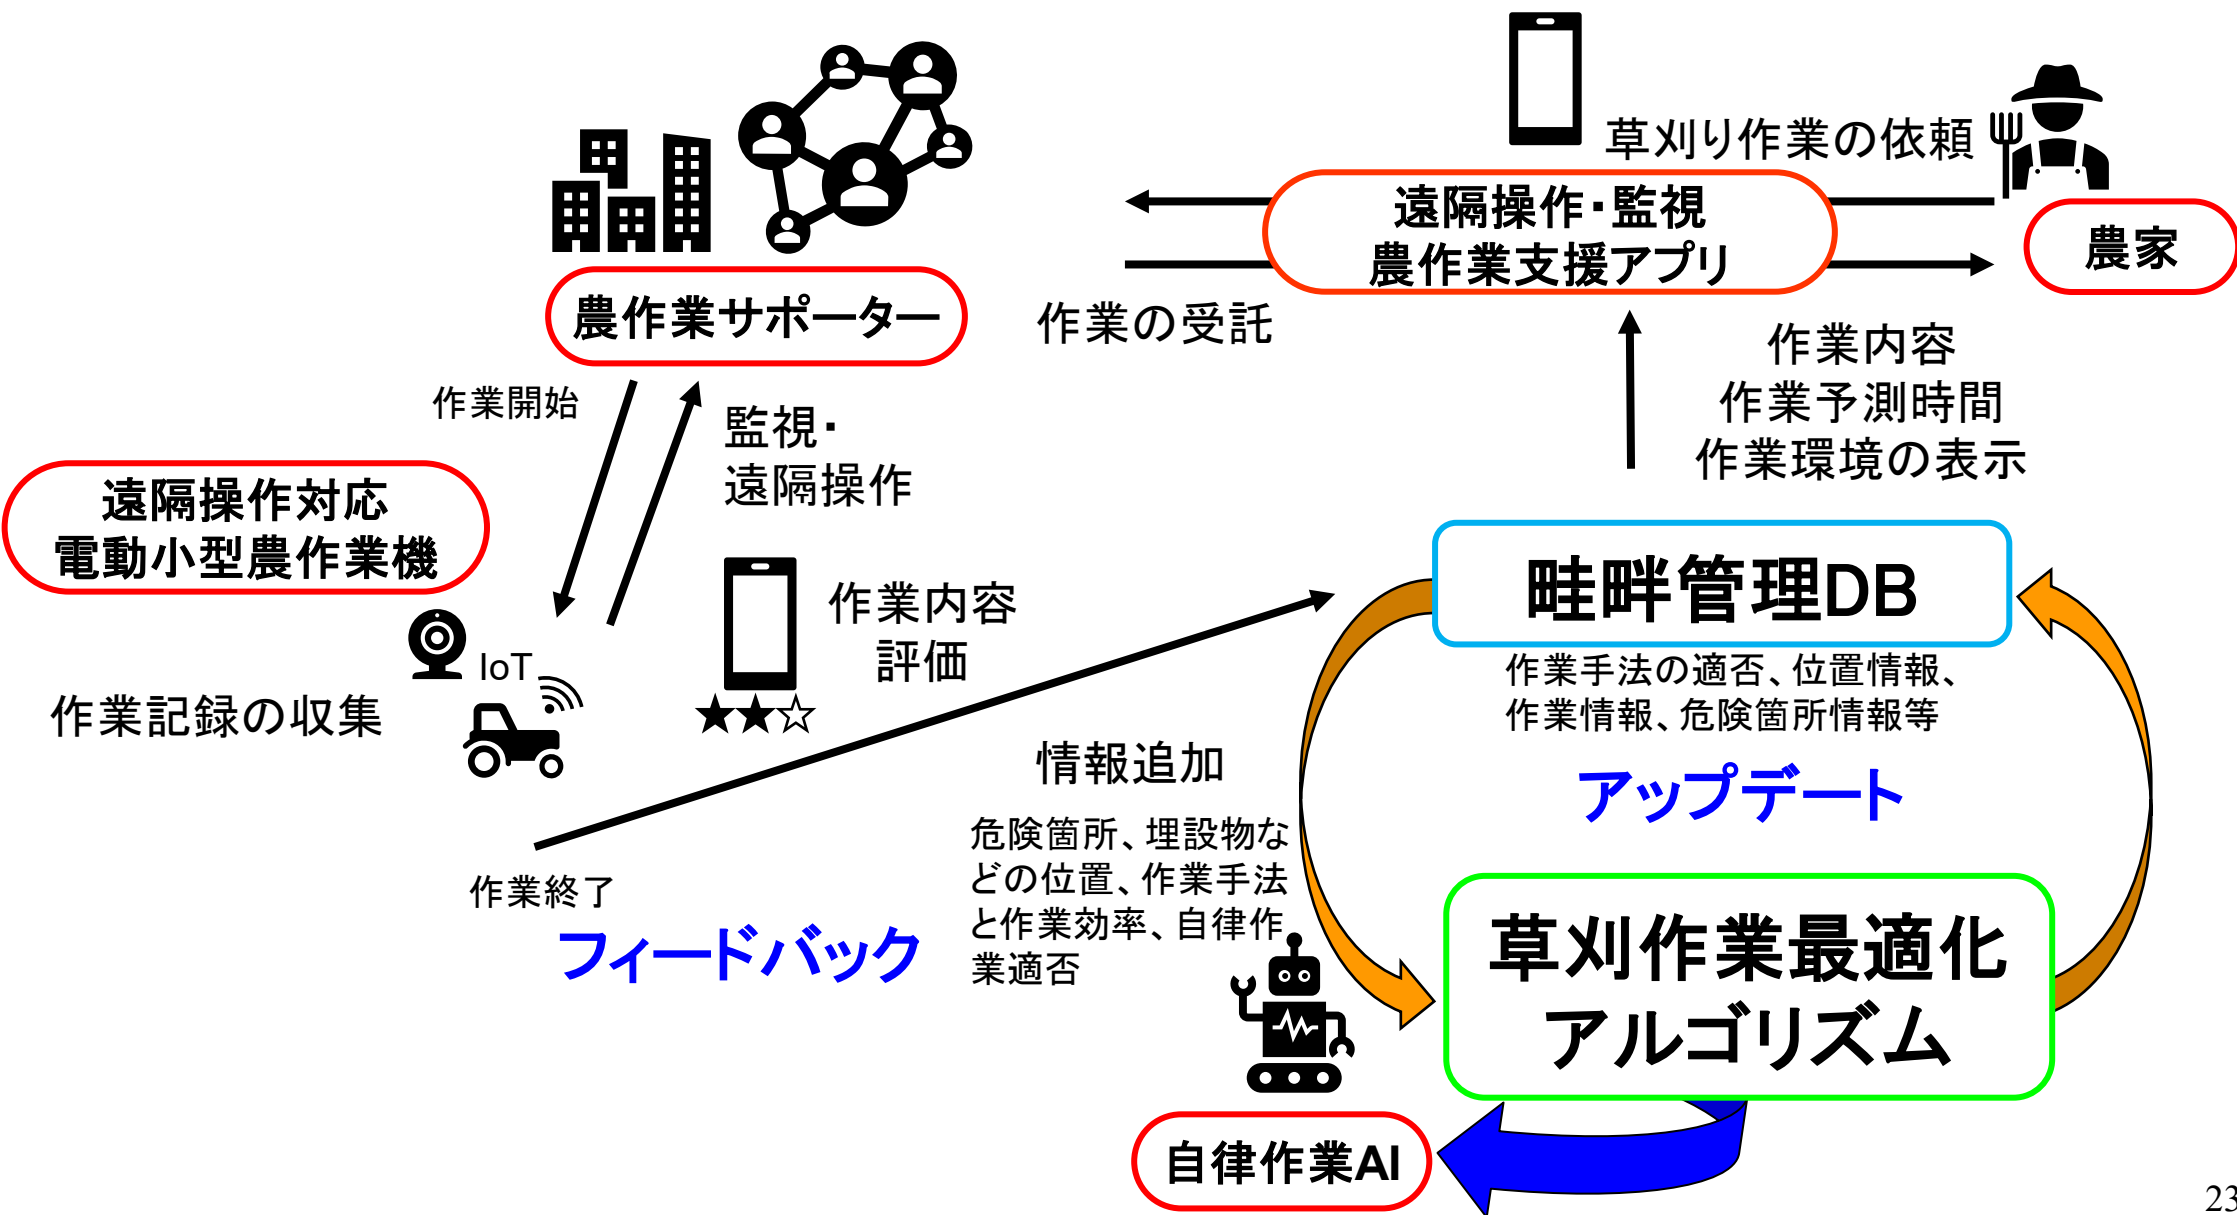 草刈り作業の依頼
遠隔操作・監視
農作業支援アプリ
農家
農作業サポーター
作業の受託
作業内容
作業予測時間
作業環境の表示
作業開始
監視・
遠隔操作
遠隔操作対応
電動小型農作業機
IoT
作業記録の収集
作業内容
評価
★★☆
畦畔管理DB
作業手法の適否、位置情報、
作業情報、危険箇所情報等
情報追加
アップデート
危険箇所、埋設物な
どの位置、作業手法
と作業効率、自律作
業適否
作業終了
フィードバック
草刈作業最適化
アルゴリズム
自律作業AI
23